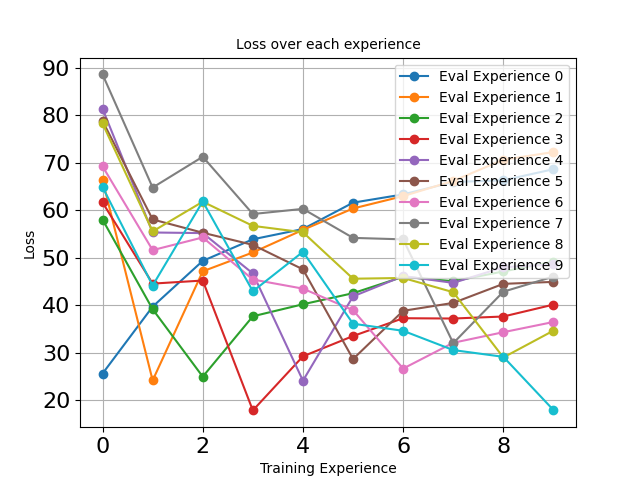 Loss over each experience
90
80
70
60
50
40
30
20
Loss
0 2 4 6 8
Training Experience
Eval Experience 0
Eval Experience 1
Eval Experience 2
Eval Experience 3
Eval Experience 4
Eval Experience 5
Eval Experience 6
Eval Experience 7
Eval Experience 8
Eval Experience 9